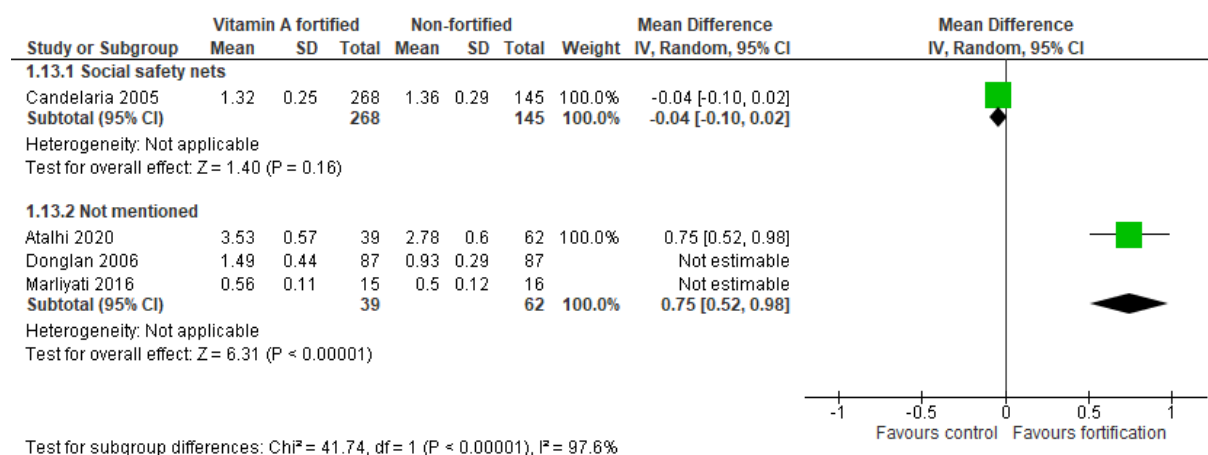 Vitamin A fortified Non-fortified Mean Difference Mean Difference
Study or Subgroup Mean SD Total Mean SD Total Weight IV, Random, 95% CI IV, Random, 95% CI
1.13.1 Social safety nets
Candelaria 2005 1.32 0.25 268 1.36 0.29 145 100.0% -0.04 [-0.10, 0.02]
Subtotal (95% CI) 268 145 100.0% -0.04 [-0.10, 0.02]
Heterogeneity: Not applicable
Test for overall effect: Z = 1.40 (P = 0.16)
1.13.2 Not mentioned
Atalhi 2020 3.53 0.57 39 2.78 0.6 62 100.0% 0.75 [0.52, 0.98]
Donglan 2006 1.49 0.44 87 0.93 0.29 87 Not estimable
Marliyati 2016 0.56 0.11 15 0.5 0.12 16 Not estimable
Subtotal (95% CI) 39 62 100.0% 0.75 [0.52, 0.98]
Heterogeneity: Not applicable
Test for overall effect: Z = 6.31 (P < 0.00001)
-1 -0.5 0 0.5 1
Favours control Favours fortification
Test for subgroup differences: Chi² = 41.74, df = 1 (P < 0.00001), I² = 97.6%